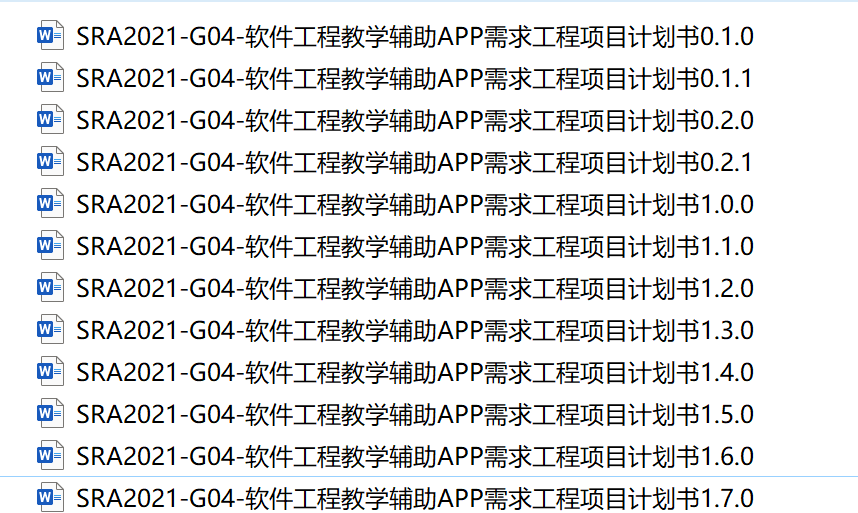 SRA2021-G04-软件工程教学辅助APP需求工程项目计划书0.1.0
SRA2021-G04-软件工程教学辅助APP需求工程项目计划书0.1.1
SRA2021-G04-软件工程教学辅助APP需求工程项目计划书0.2.0
SRA2021-G04-软件工程教学辅助APP需求工程项目计划书0.2.1
SRA2021-G04-软件工程教学辅助APP需求工程项目计划书1.0.0
SRA2021-G04-软件工程教学辅助APP需求工程项目计划书1.1.0
SRA2021-G04-软件工程教学辅助APP需求工程项目计划书1.2.0
SRA2021-G04-软件工程教学辅助APP需求工程项目计划书1.3.0
SRA2021-G04-软件工程教学辅助APP需求工程项目计划书1.4.0
SRA2021-G04-软件工程教学辅助APP需求工程项目计划书1.5.0
SRA2021-G04-软件工程教学辅助APP需求工程项目计划书1.6.0
SRA2021-G04-软件工程教学辅助APP需求工程项目计划书1.7.0